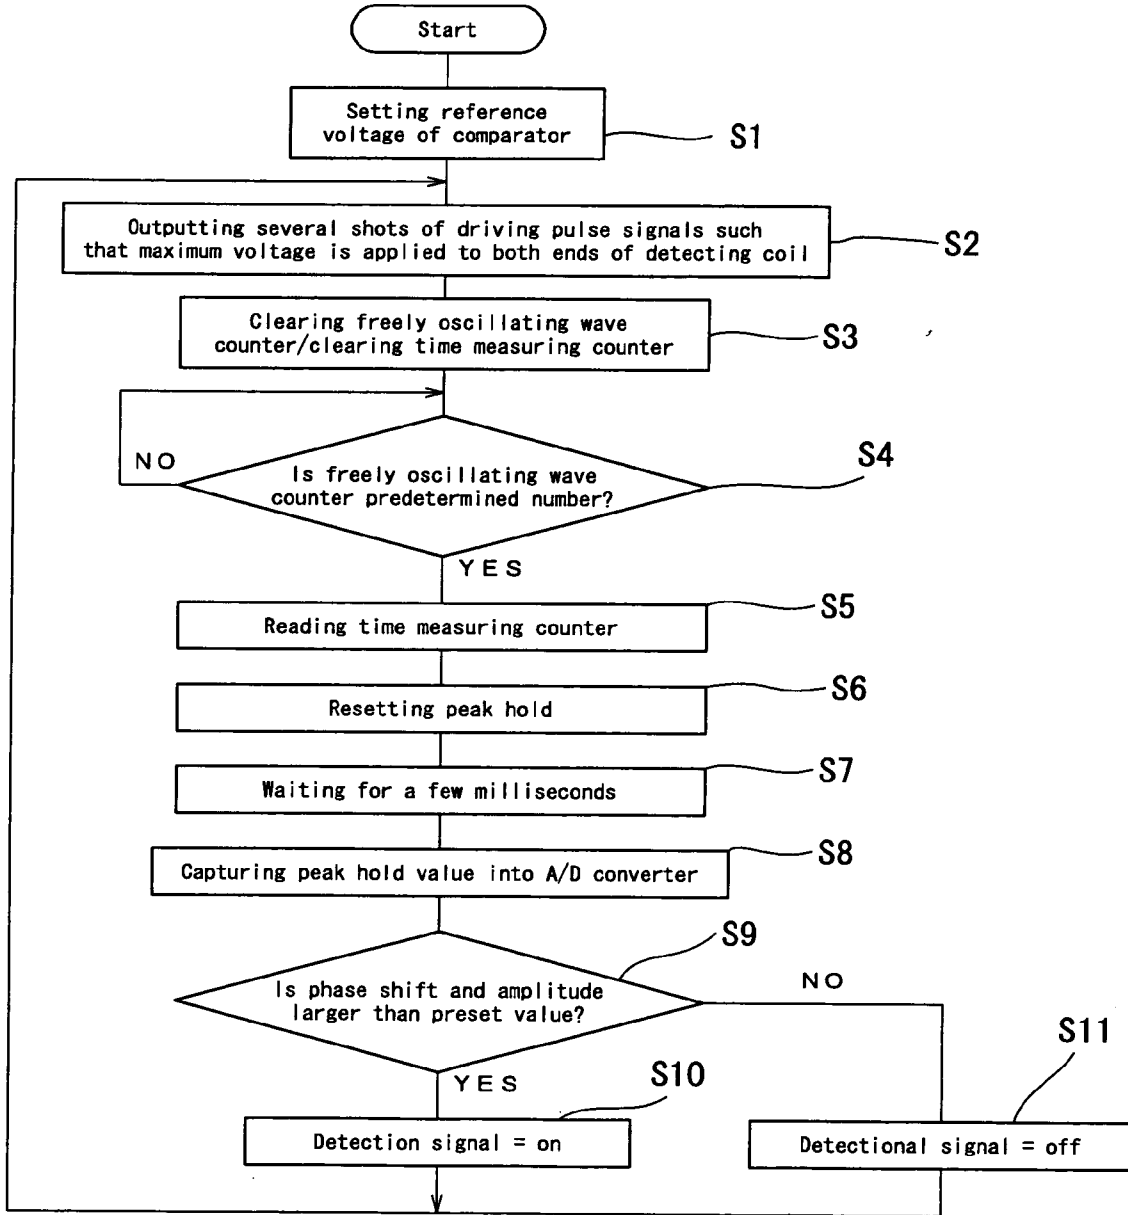 Start
Setting reference
voltage of comparator
S1
Outputting several shots of driving pulse signals such
that maximum voltage is applied to both ends of detecting coil
S2
Clearing freely oscillating wave
counter/clearing time measuring counter
S3
NO
Is freely oscillating wave
counter predetermined number?
S4
YES
Reading time measuring counter
S5
Resetting peak hold
S6
Waiting for a few milliseconds
S7
Capturing peak hold value into A/D converter
S8
Is phase shift and amplitude
larger than preset value?
S9
NO
YES
S10
S11
Detection signal = on
Detectional signal = off